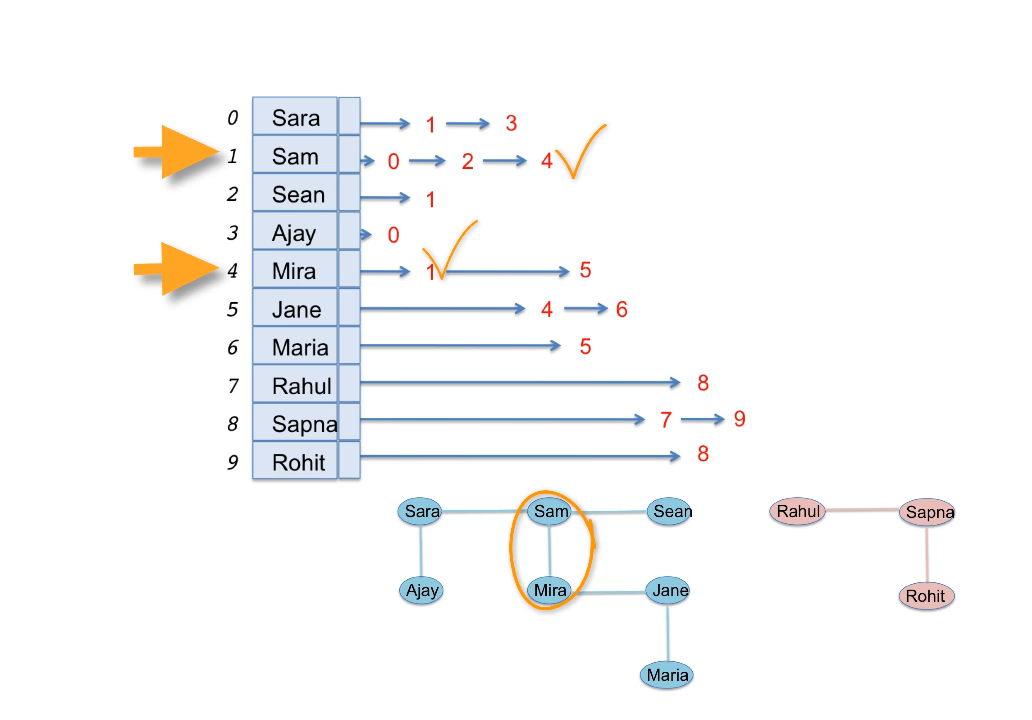 0 Sara 1 3
1 Sam 0 2 4
2 Sean 1
3 Ajay 0
4 Mira 1 5
5 Jane 4 6
6 Maria 5
7 Rahul 8
8 Sapna 7 9
9 Rohit 8
Sara Sam Sean Rahul Sapna
Ajay Mira Jane Rohit
Maria